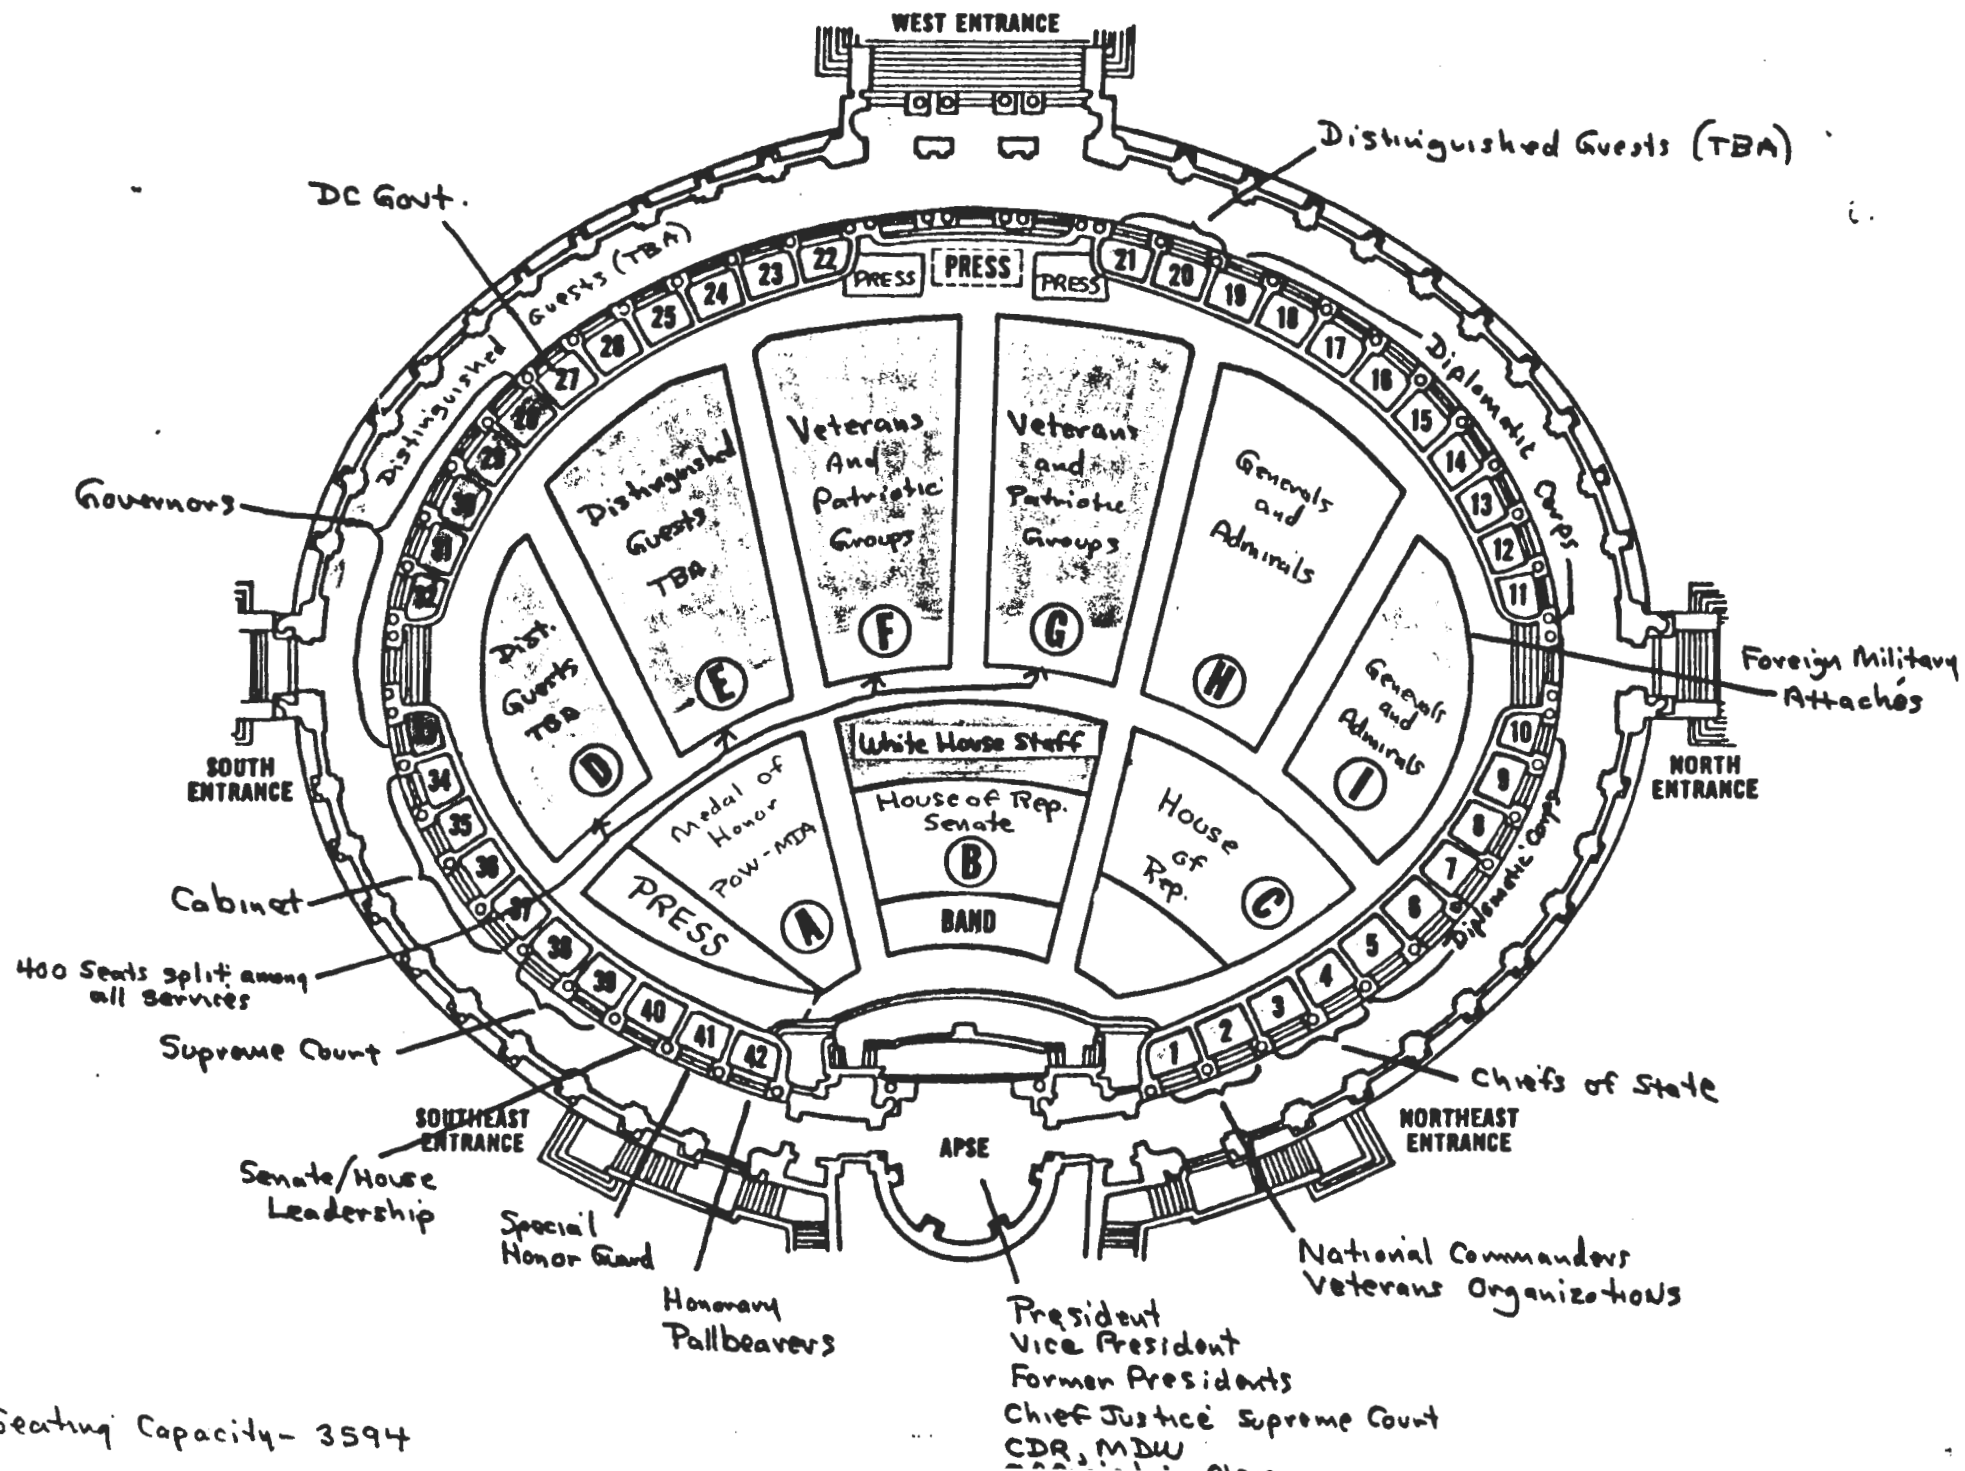 WEST ENTRANCE
Distinguished Guests (TBA)
DC Govt.
Distinguished Guests (TBA)
PRESS
PRESS
PRESS
22
23
24
25
26
27
28
29
30
31
32
21
20
19
18
17
16
15
14
13
12
11
Diplomatic Corps
Governors
Veterans
And
Patriotic
Groups
F
Veterans
and
Patriotic
Groups
G
Distinguished
Guests
TBA
E
Generals
and
Admirals
H
Dist.
Guests
TBA
D
Generals
and
Admirals
I
Foreign Military
Attachés
SOUTH
ENTRANCE
NORTH
ENTRANCE
White House Staff
House of Rep.
Senate
B
BAND
Medal of
Honor
POW-MIA
A
PRESS
House
of
Rep.
C
33
34
35
36
37
38
39
40
41
42
10
9
8
7
6
5
4
3
2
1
Diplomatic Corps
Cabinet
400 Seats split among
all services
Supreme Court
Chiefs of State
SOUTHEAST
ENTRANCE
NORTHEAST
ENTRANCE
APSE
Senate/House
Leadership
Special
Honor Guard
Honorary
Pallbearers
National Commanders
Veterans Organizations
President
Vice President
Former Presidents
Chief Justice Supreme Court
CDR, MDW
Seating Capacity - 3594